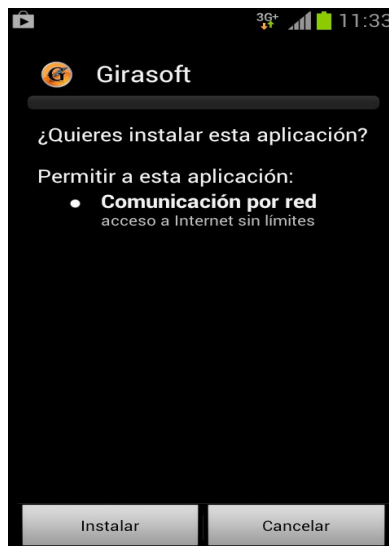 3G+ 11:33
Girasoft
¿Quieres instalar esta aplicación?
Permitir a esta aplicación:
• Comunicación por red
acceso a Internet sin límites
Instalar Cancelar